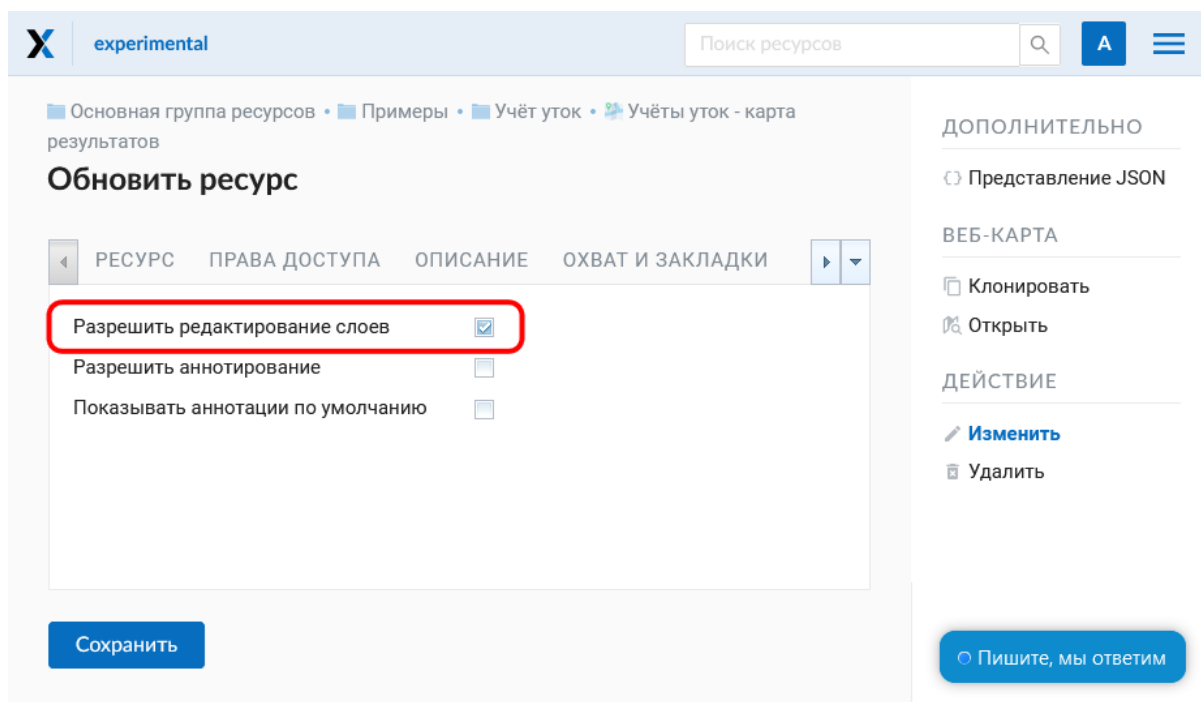 experimental
Поиск ресурсов
A
Основная группа ресурсов • Примеры • Учёт уток • Учёты уток - карта
результатов
Обновить ресурс
РЕСУРС ПРАВА ДОСТУПА ОПИСАНИЕ ОХВАТ И ЗАКЛАДКИ
Разрешить редактирование слоев
Разрешить аннотирование
Показывать аннотации по умолчанию
Сохранить
ДОПОЛНИТЕЛЬНО
Представление JSON
ВЕБ-КАРТА
Клонировать
Открыть
ДЕЙСТВИЕ
Изменить
Удалить
Пишите, мы ответим